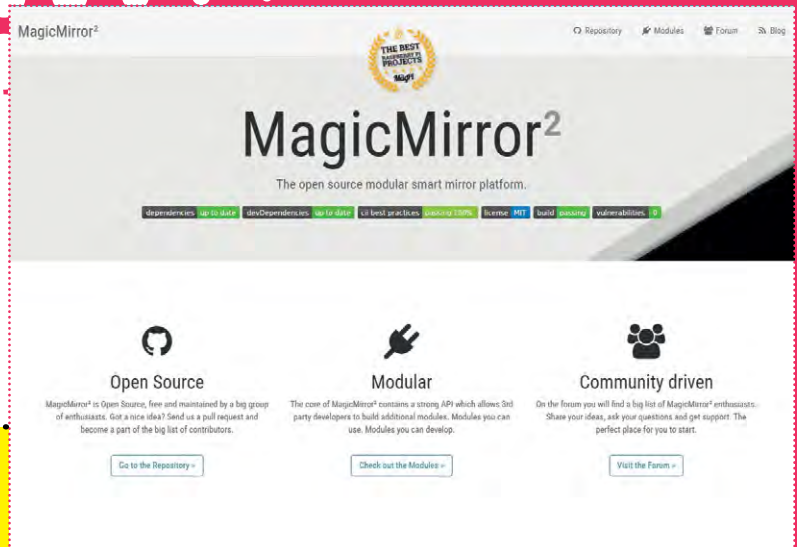 MagicMirror²
Repository
Modules
Forum
Blog
THE BEST
RASPBERRY PI
PROJECTS
MagPi
MagicMirror²
The open source modular smart mirror platform.
dependencies up to date devDependencies up to date cii best practices passing 100% license MIT build passing vulnerabilities 0
Open Source
MagicMirror² is Open Source, free and maintained by a big group
of enthusiasts. Got a nice idea? Send us a pull request and
become a part of the big list of contributors.
Go to the Repository »
Modular
The core of MagicMirror² contains a strong API which allows 3rd
party developers to build additional modules. Modules you can
use. Modules you can develop.
Check out the Modules »
Community driven
On the forum you will find a big list of MagicMirror² enthusiasts.
Share your ideas, ask your questions and get support. The
perfect place for you to start.
Visit the Forum »